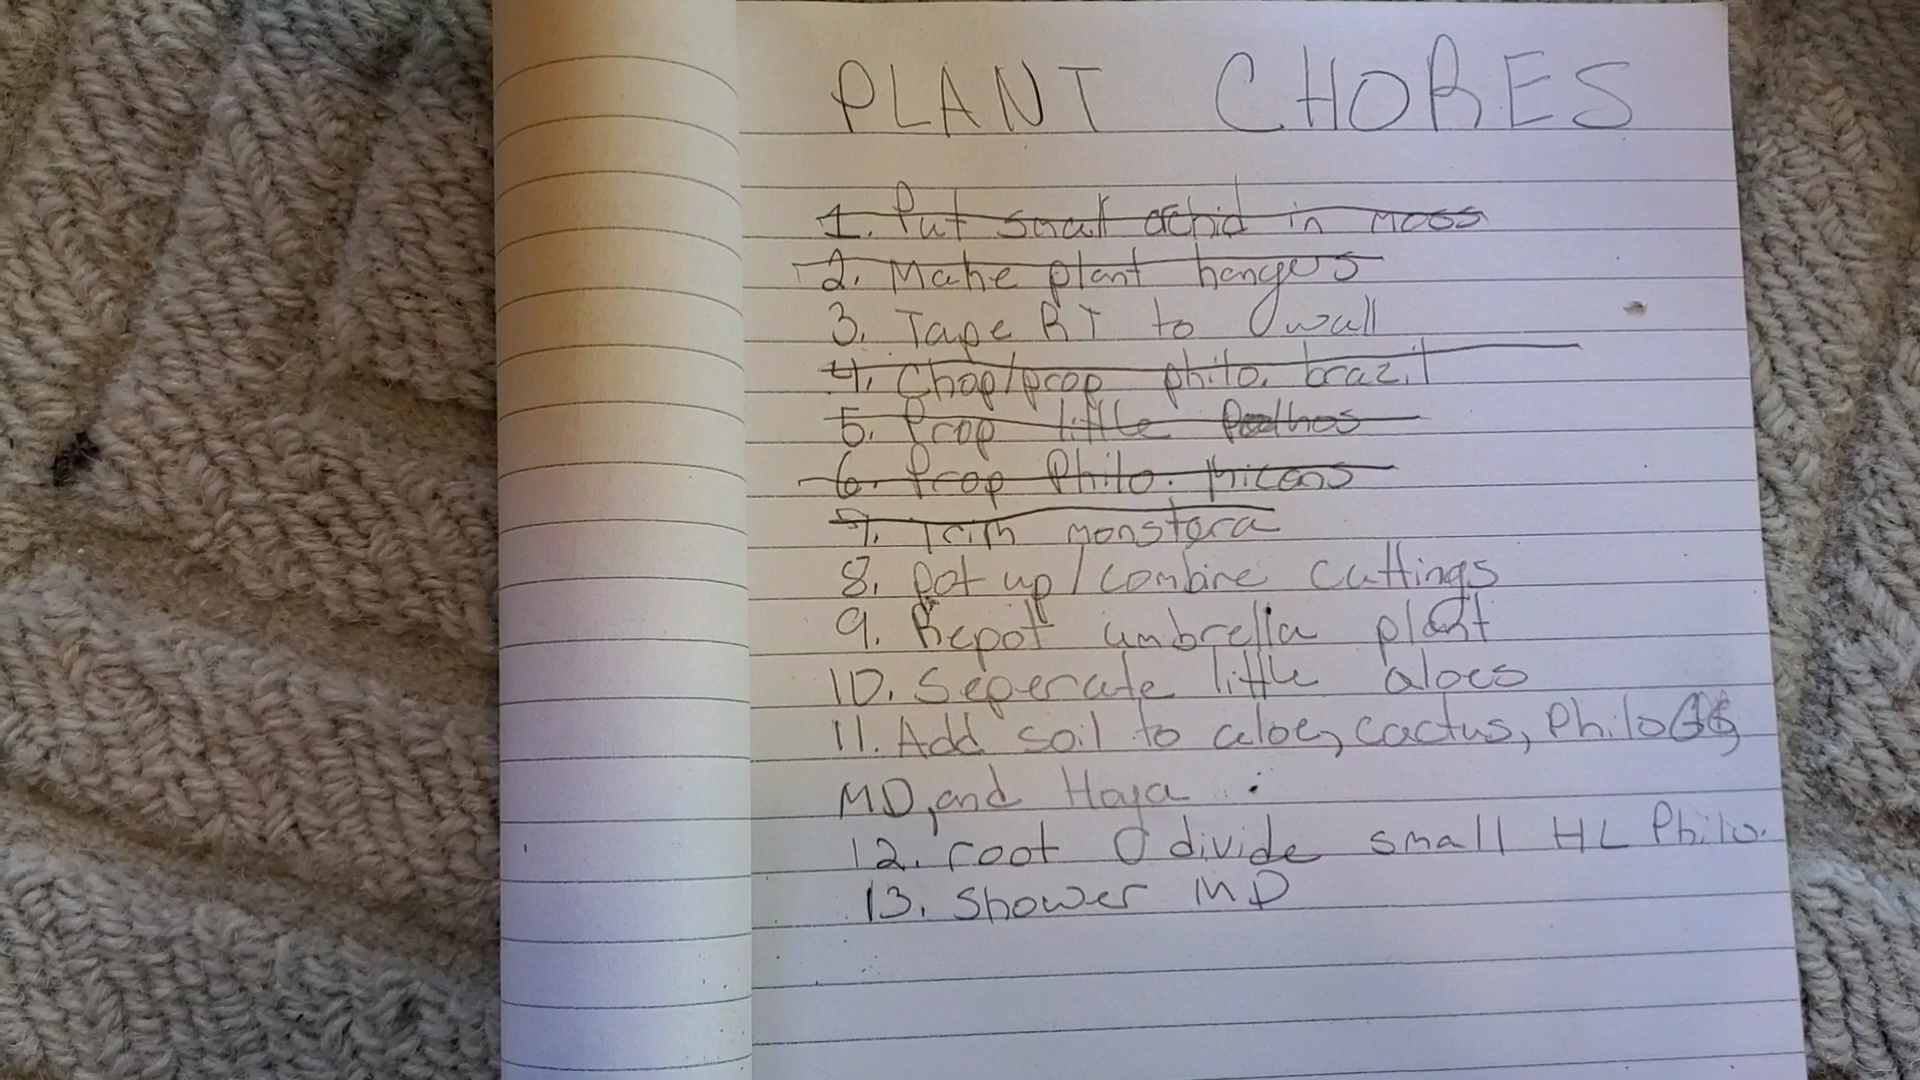 PLANT CHORES
1. Put small orchid in moss
2. Make plant hangers
3. Tape RT to wall
4. Chop/prop philo. brazil
5. Prop little Pothos
6. Prop Philo. Micans
7. Trim monstera
8. pot up/combine cuttings
9. Repot umbrella plant
10. Seperate little aloes
11. Add soil to aloe, cactus, Philo
MD, and Hoya
12. root divide small HL Philo.
13. Shower MD